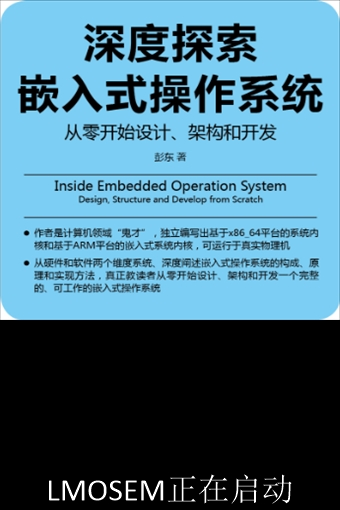 深度探索
嵌入式操作系统
从零开始设计、架构和开发
彭东 著
Inside Embedded Operation System
Design, Structure and Develop from Scratch
● 作者是计算机领域“鬼才”，独立编写出基于x86_64平台的系统内
核和基于ARM平台的嵌入式系统内核，可运行于真实物理机
● 从硬件和软件两个维度系统、深度阐述嵌入式操作系统的构成、原
理和实现方法，真正教读者从零开始设计、架构和开发一个完整
的、可工作的嵌入式操作系统
LMOSEM正在启动